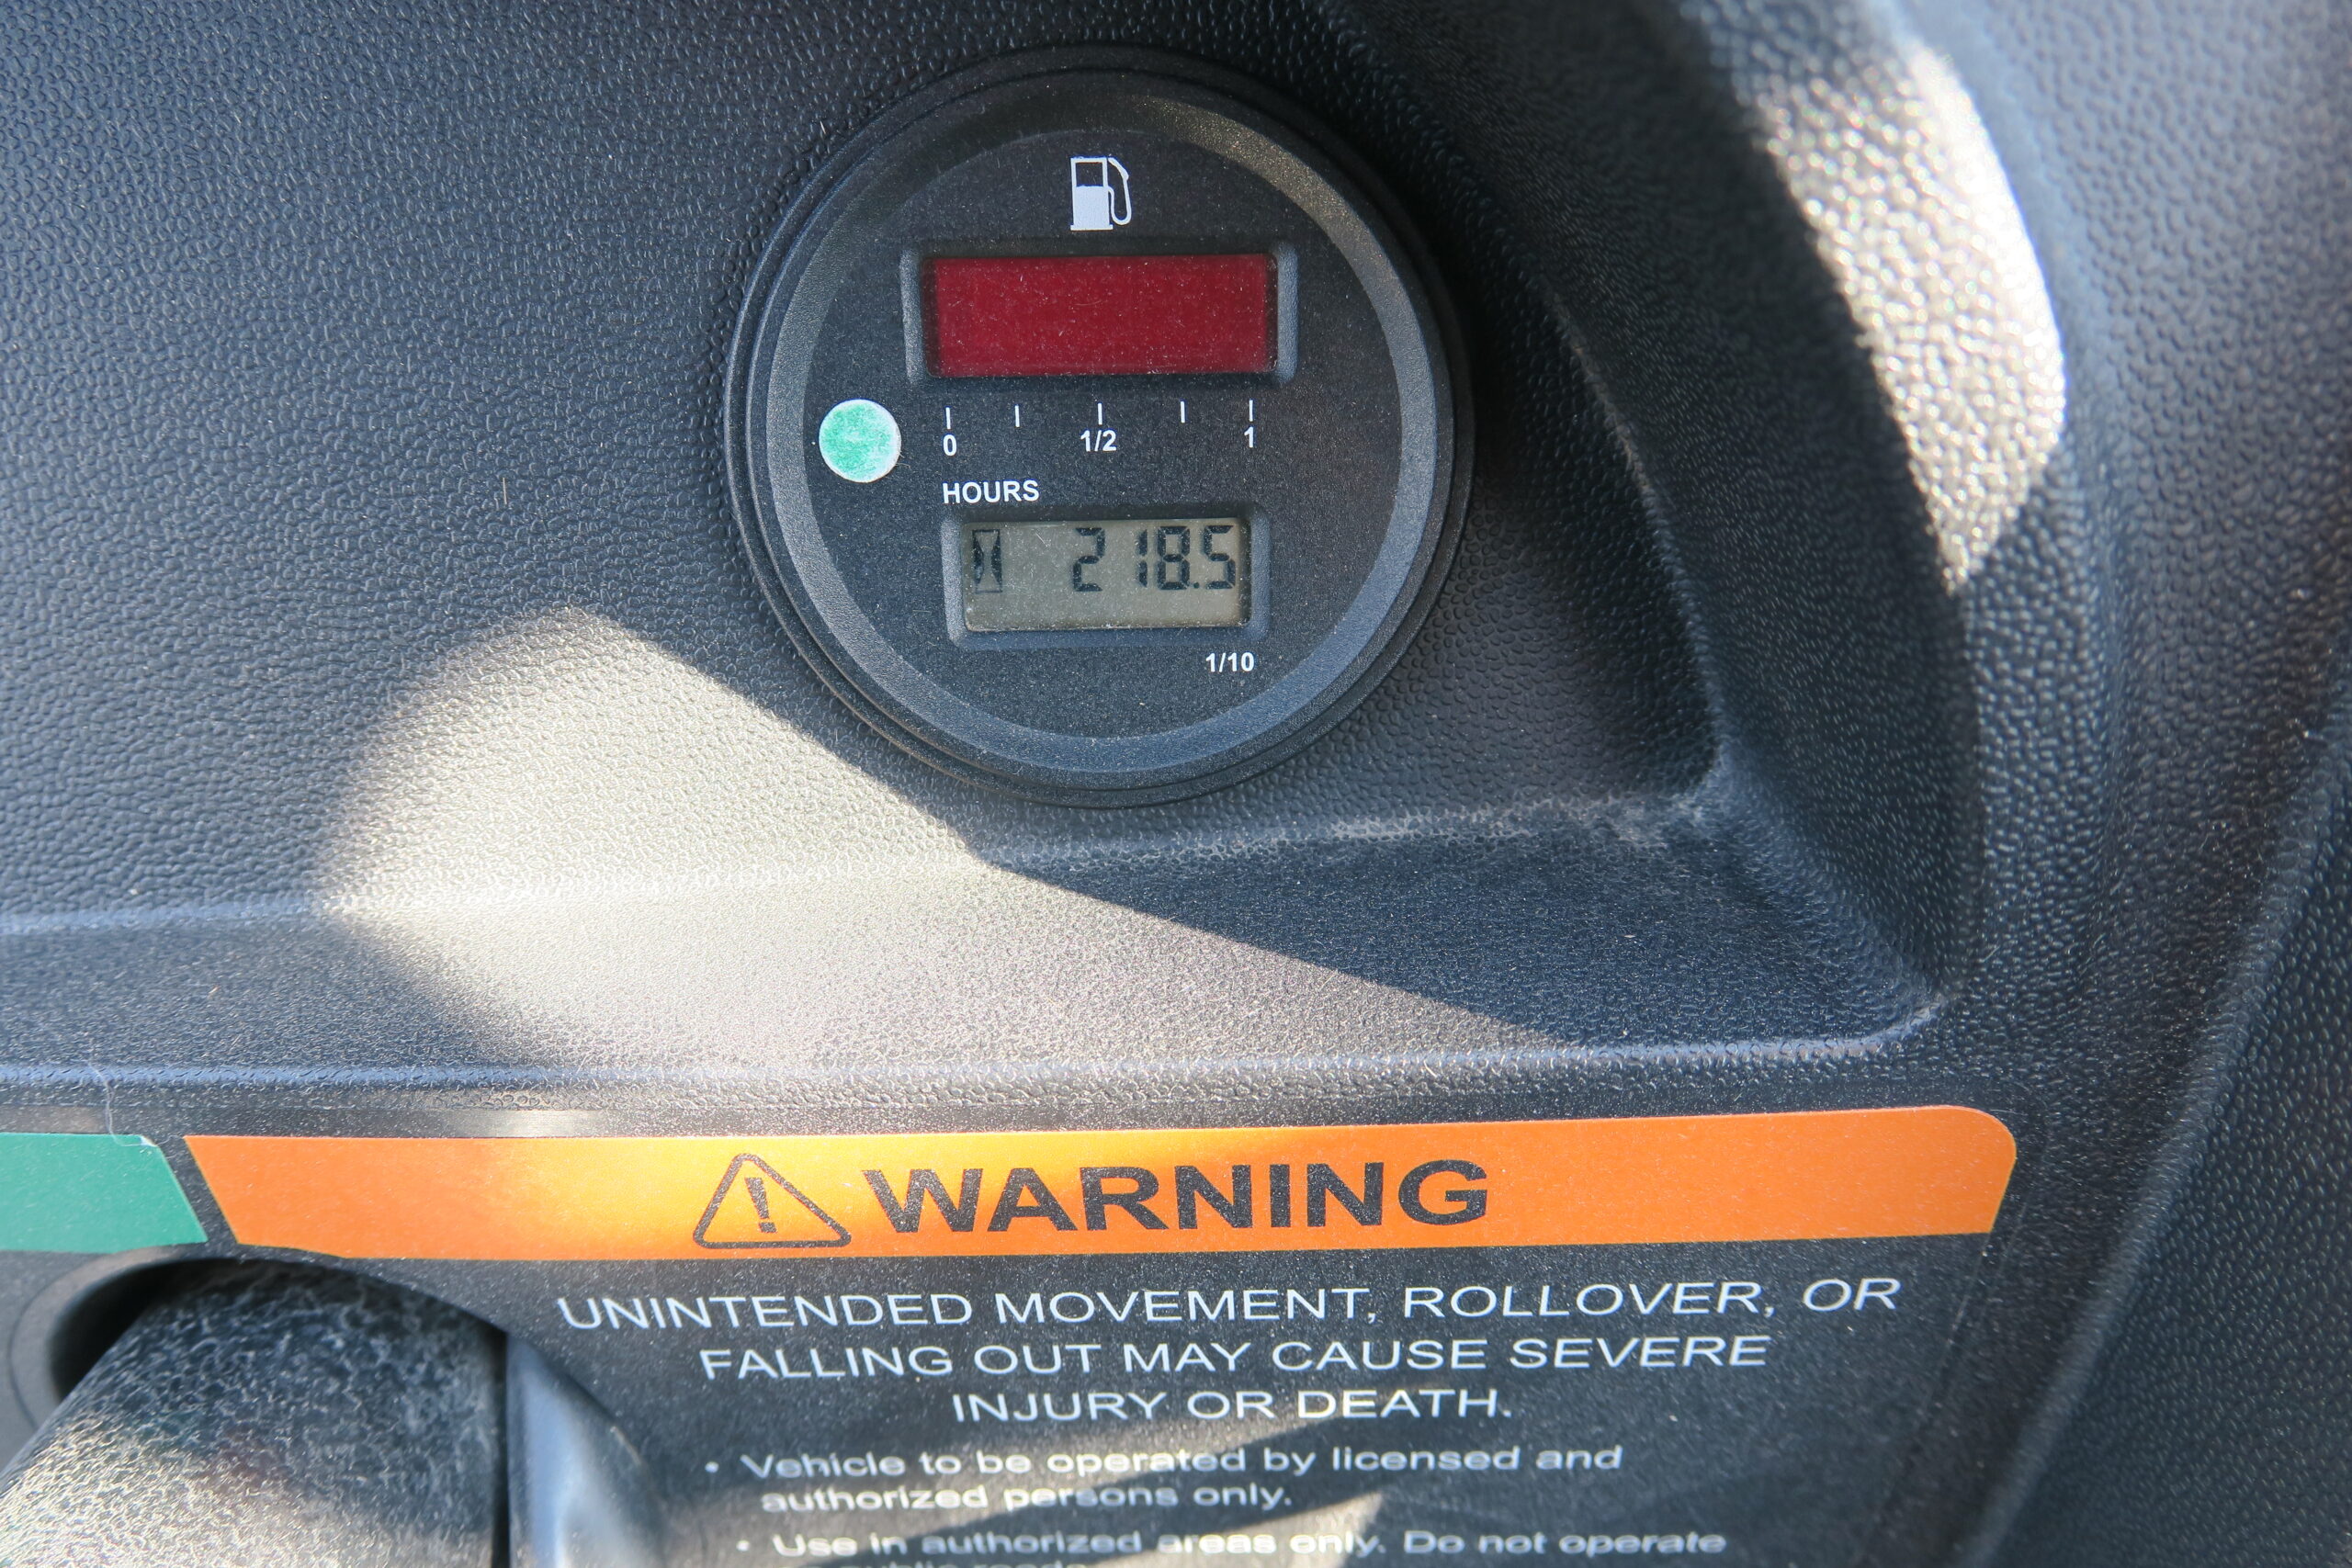 0 1/2 1
HOURS
218.5
1/10
WARNING
UNINTENDED MOVEMENT, ROLLOVER, OR
FALLING OUT MAY CAUSE SEVERE
INJURY OR DEATH.
• Vehicle to be operated by licensed and
authorized persons only.
• Use in authorized areas only. Do not operate